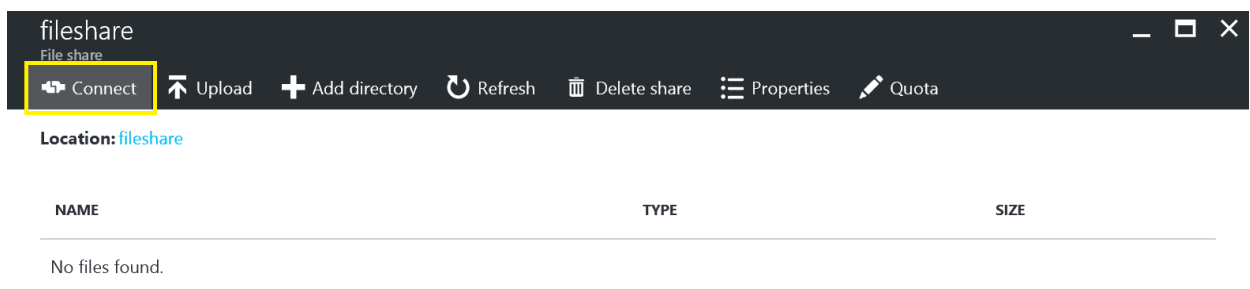 fileshare
File share
Connect Upload Add directory Refresh Delete share Properties Quota
Location: fileshare
NAME TYPE SIZE
No files found.